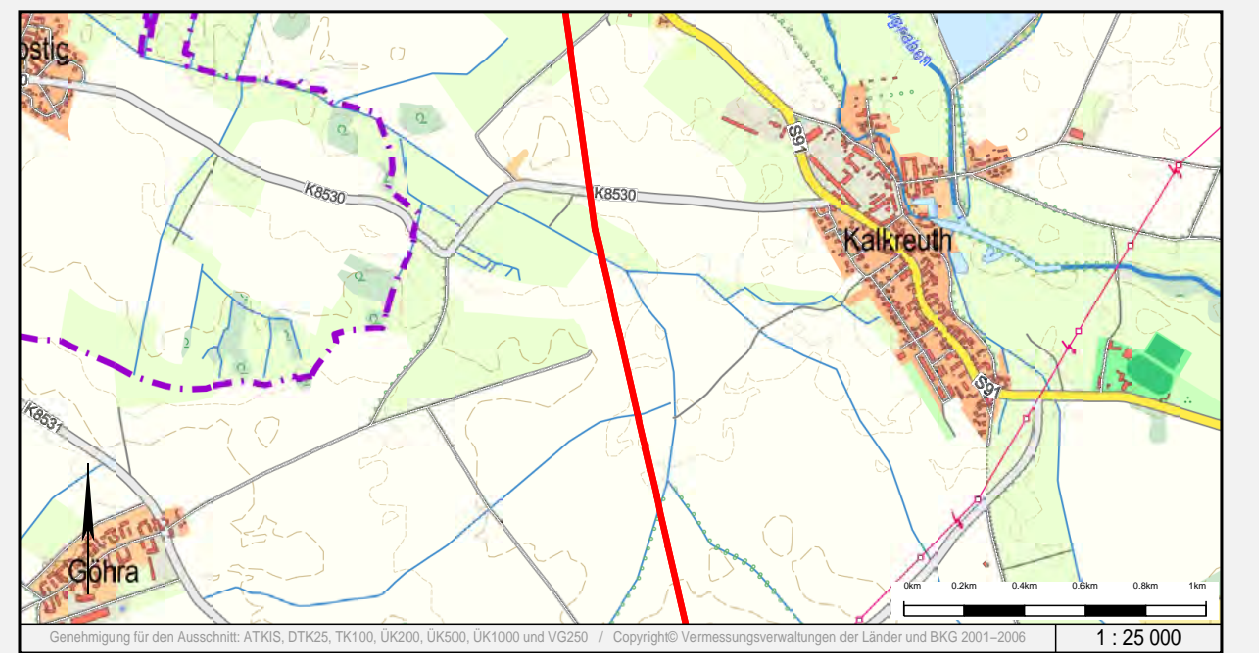 K8530
K8530
S91
Kalkreuth
S91
K8531
Göhra
0km 0.2km 0.4km 0.6km 0.8km 1km
Genehmigung für den Ausschnitt: ATKIS, DTK25, TK100, ÜK200, ÜK500, ÜK1000 und VG250 / Copyright© Vermessungsverwaltungen der Länder und BKG 2001–2006
1 : 25 000